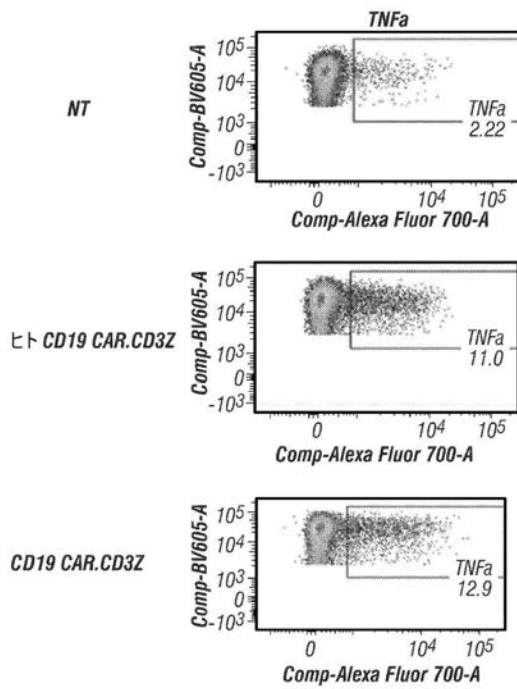 TNFa
NT
Comp-BV605-A
10⁵
10⁴
10³
0
-10³
TNFa
2.22
0 10⁴ 10⁵
Comp-Alexa Fluor 700-A
ヒト CD19 CAR.CD3Z
Comp-BV605-A
10⁵
10⁴
10³
0
-10³
TNFa
11.0
0 10⁴ 10⁵
Comp-Alexa Fluor 700-A
CD19 CAR.CD3Z
Comp-BV605-A
10⁵
10⁴
10³
0
-10³
TNFa
12.9
0 10⁴ 10⁵
Comp-Alexa Fluor 700-A